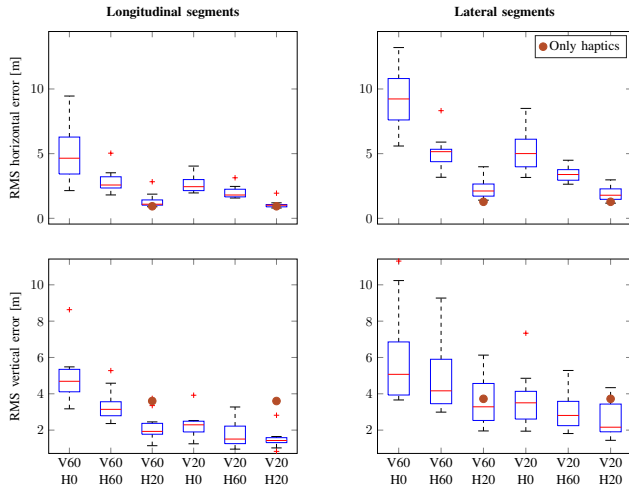 Longitudinal segments
Lateral segments
RMS horizontal error [m]
10
5
0
10
5
0
Only haptics
RMS vertical error [m]
10
8
6
4
2
10
8
6
4
2
V60 V60 V60 V20 V20 V20
H0 H60 H20 H0 H60 H20
V60 V60 V60 V20 V20 V20
H0 H60 H20 H0 H60 H20